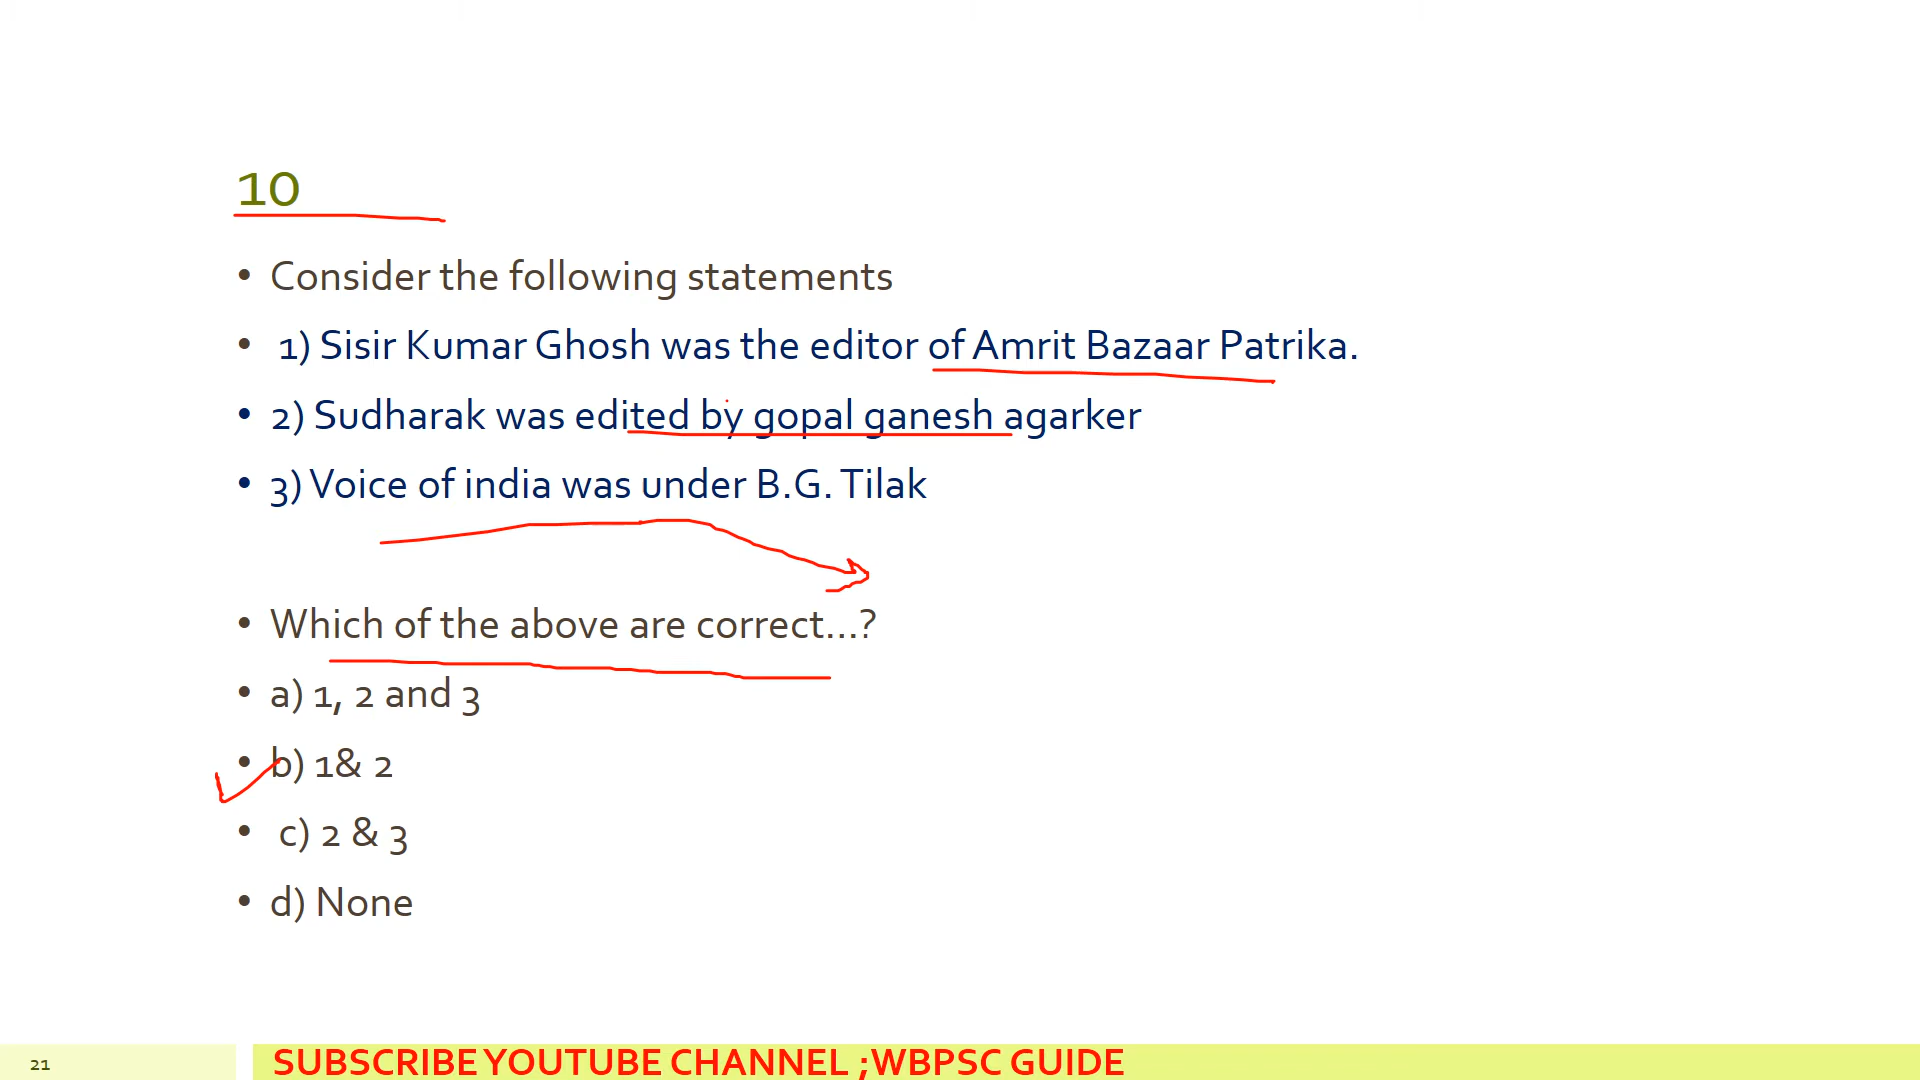 10
• Consider the following statements
• 1) Sisir Kumar Ghosh was the editor of Amrit Bazaar Patrika.
• 2) Sudharak was edited by gopal ganesh agarker
• 3) Voice of india was under B.G. Tilak
• Which of the above are correct...?
• a) 1, 2 and 3
• b) 1& 2
• c) 2 & 3
• d) None
21
SUBSCRIBE YOUTUBE CHANNEL ;WBPSC GUIDE